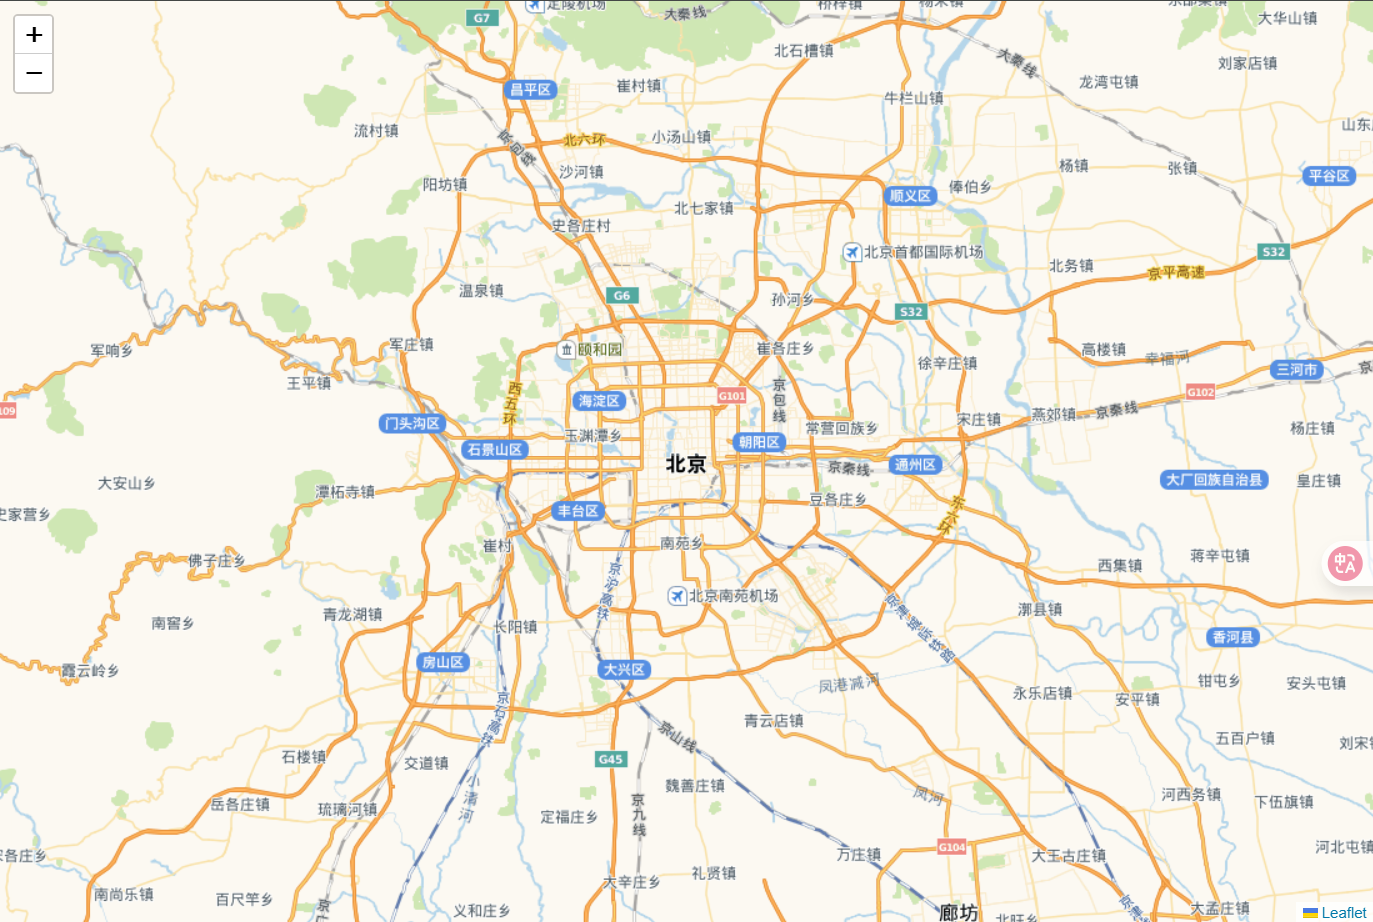 定陵机场
大秦线
桥梓镇
杨宋镇
大华山镇
G7
+
−
北石槽镇
大秦线
刘家店镇
龙湾屯镇
昌平区
崔村镇
牛栏山镇
流村镇
京包线
北六环
小汤山镇
杨镇
张镇
平谷区
阳坊镇
沙河镇
顺义区
俸伯乡
北七家镇
史各庄村
北京首都国际机场
北务镇
京平高速
S32
温泉镇
G6
孙河乡
S32
军响乡
军庄镇
颐和园
崔各庄乡
高楼镇
幸福河
徐辛庄镇
三河市
王平镇
西五环
海淀区
G101
京包线
G102
109
门头沟区
宋庄镇
燕郊镇
京秦线
石景山区
玉渊潭乡
朝阳区
常营回族乡
杨庄镇
北京
京秦线
通州区
大安山乡
潭柘寺镇
大厂回族自治县
皇庄镇
史家营乡
丰台区
豆各庄乡
东六环
崔村
南苑乡
佛子庄乡
西集镇
蒋辛屯镇
中A
京沪高铁
北京南苑机场
青龙湖镇
长阳镇
京津城际铁路
漷县镇
南窖乡
香河县
霞云岭乡
房山区
大兴区
凤港减河
钳屯乡
安头屯镇
永乐店镇
安平镇
京石高铁
京山线
青云店镇
五百户镇
石楼镇
交道镇
G45
小清河
魏善庄镇
凤河
河西务镇
下伍旗镇
岳各庄镇
琉璃河镇
定福庄乡
京九线
G104
万庄镇
大王古庄镇
河北屯镇
南尚乐镇
百尺竿乡
礼贤镇
大辛庄乡
义和庄乡
廊坊
大孟庄镇
Leaflet